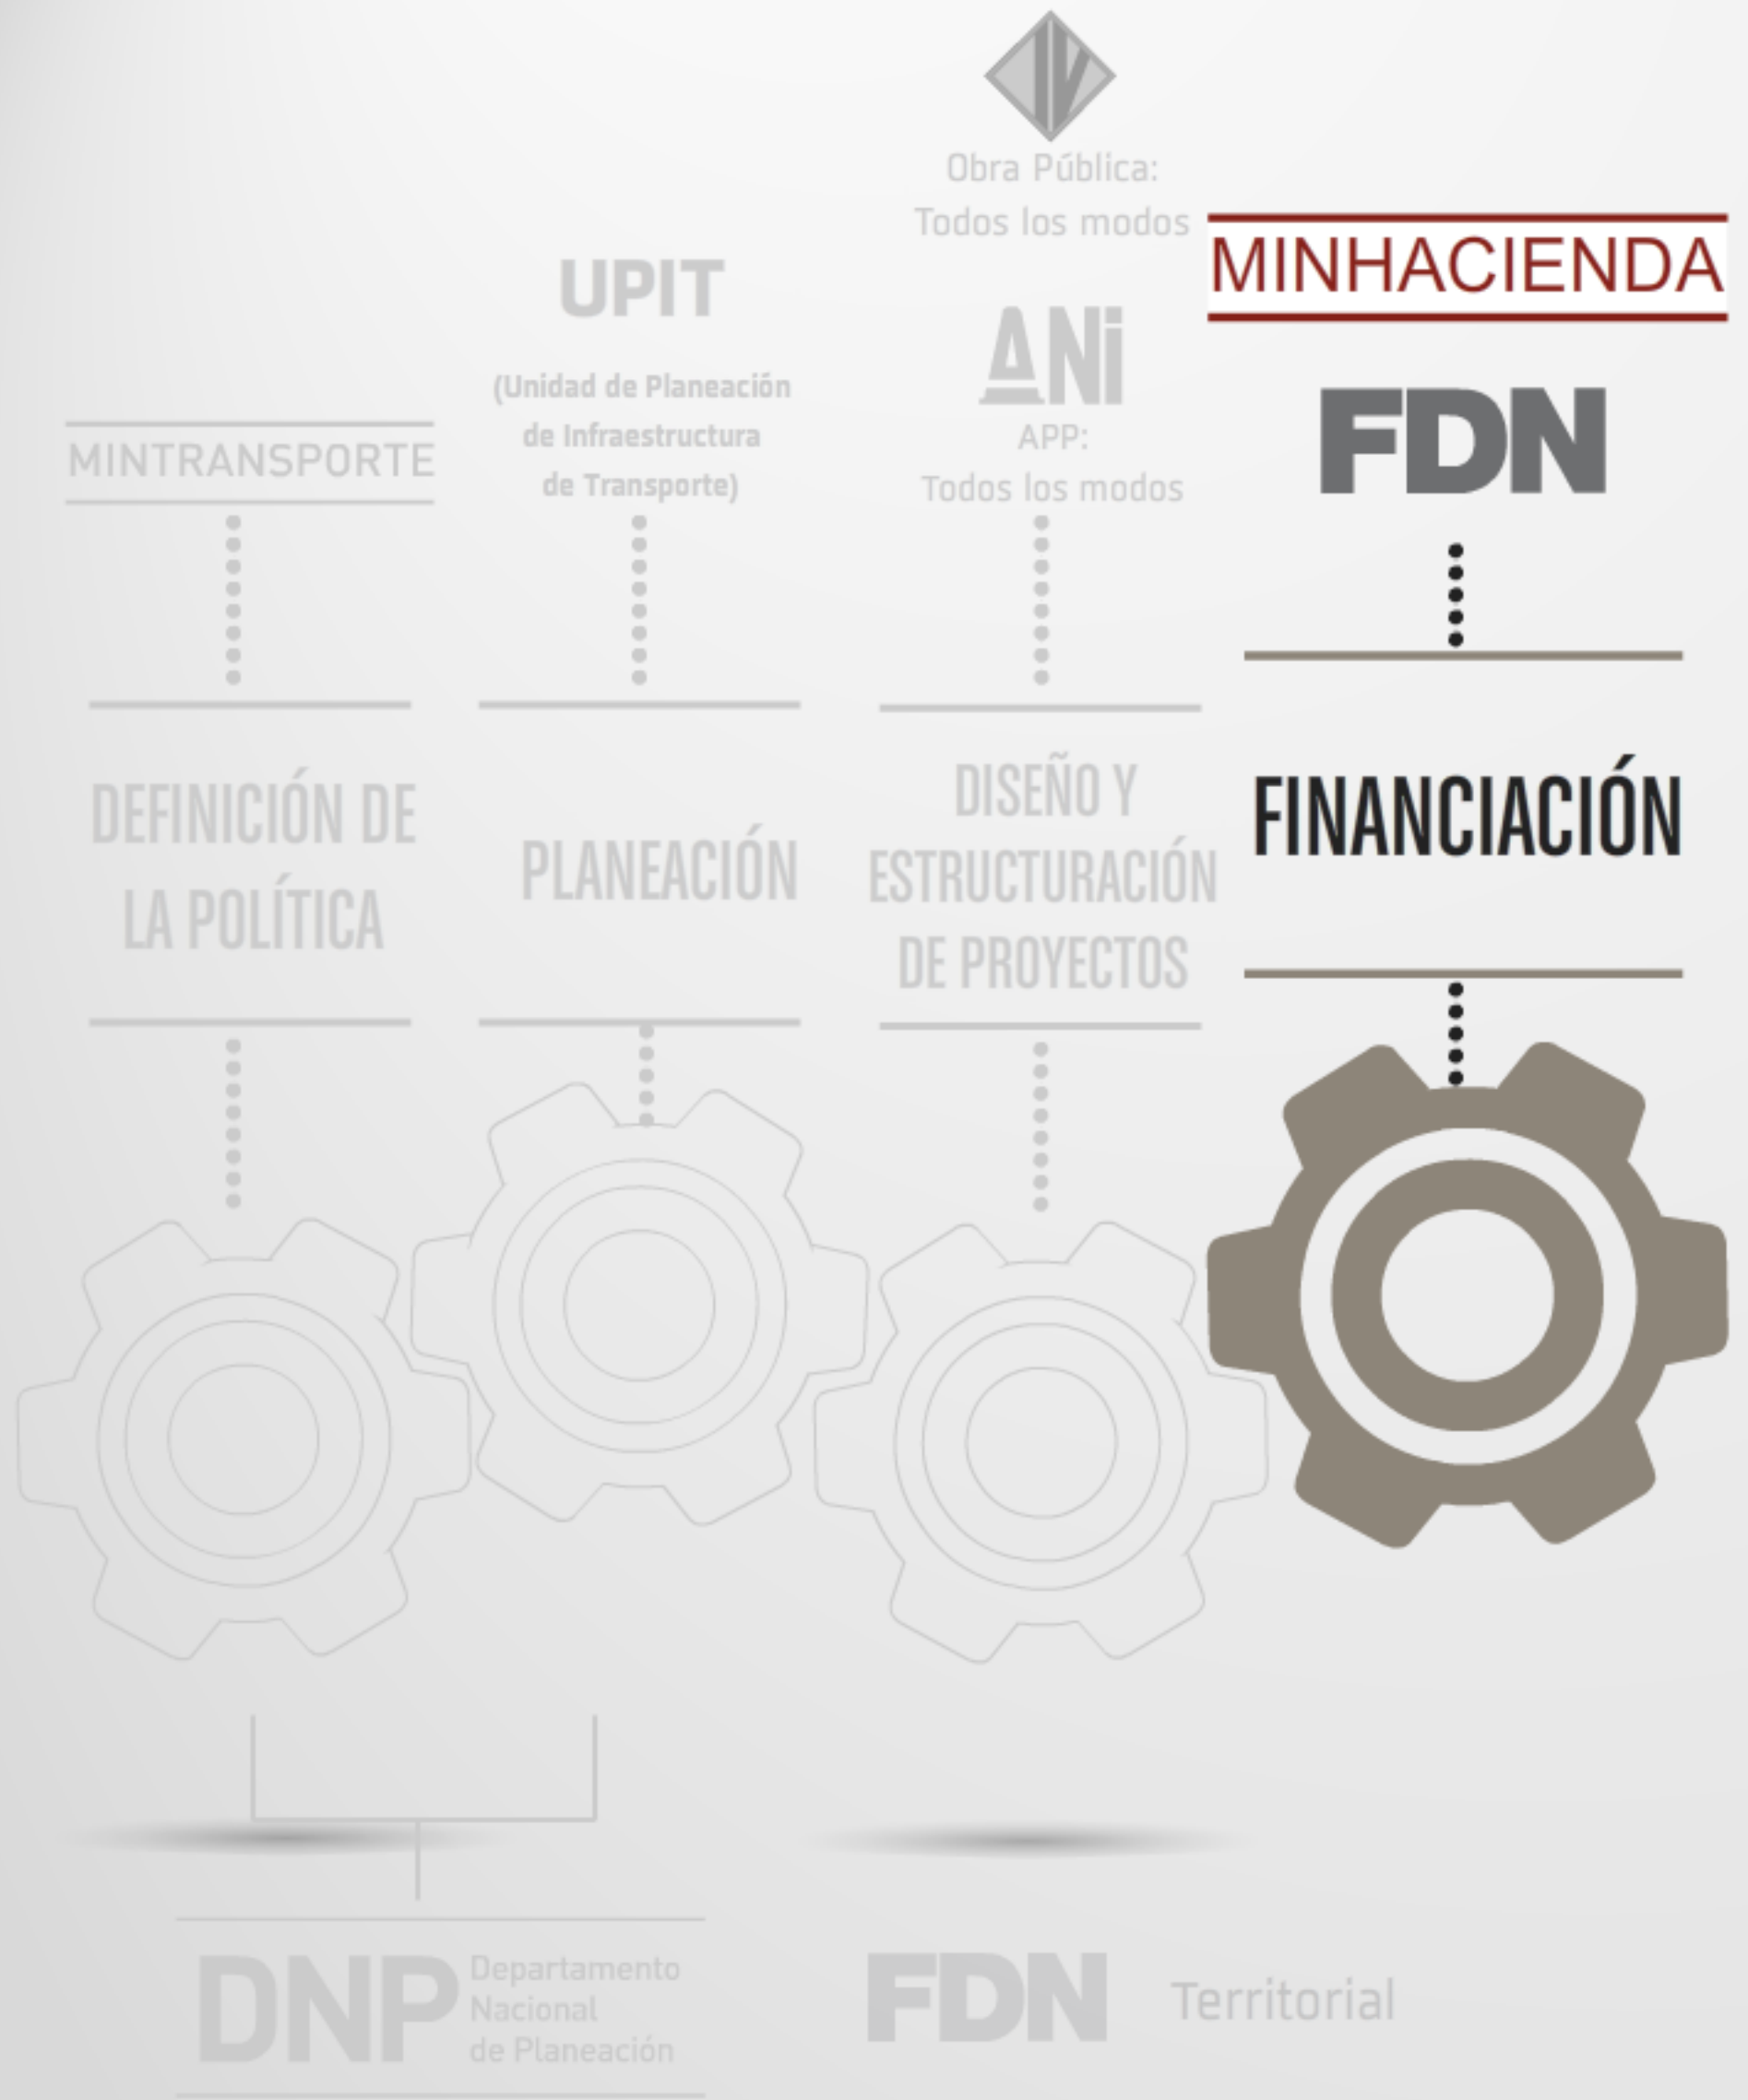 Obra Pública:
Todos los modos
MINHACIENDA
UPIT
ANi
(Unidad de Planeación
de Infraestructura
de Transporte)
FDN
MINTRANSPORTE
APP:
Todos los modos
DEFINICIÓN DE
LA POLÍTICA
PLANEACIÓN
DISEÑO Y
ESTRUCTURACIÓN
DE PROYECTOS
FINANCIACIÓN
DNP
Departamento
Nacional
de Planeación
FDN
Territorial